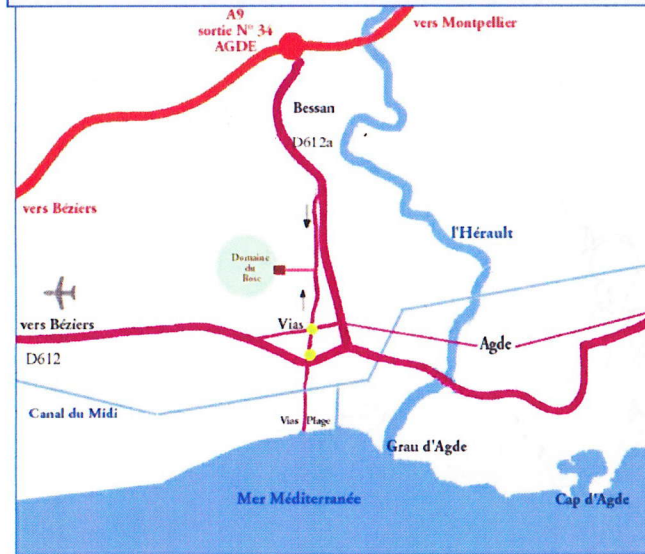 A9
sortie N° 34
AGDE
vers Montpellier
Bessan
D612a
vers Béziers
l'Hérault
Domaine
du
Bosc
vers Béziers
Vias
Agde
D612
Canal du Midi
Vias Plage
Grau d'Agde
Mer Méditerranée
Cap d'Agde